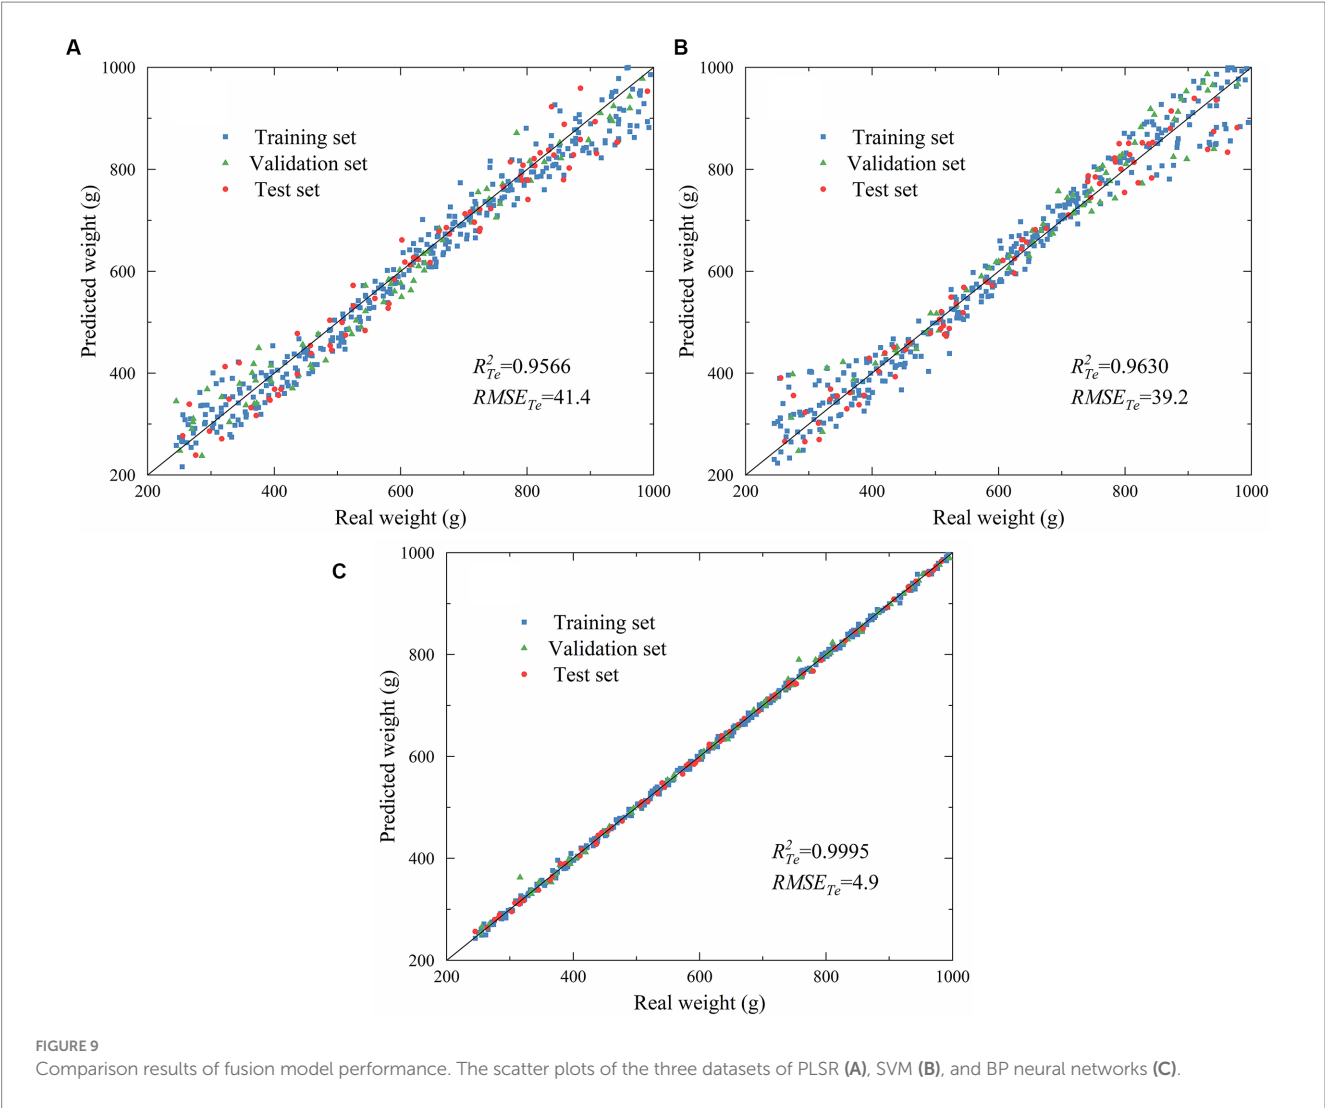 A
B
1000
800
600
400
200
200
400
600
800
1000
Predicted weight (g)
Real weight (g)
Training set
Validation set
Test set
R²Te=0.9566
RMSETe=41.4
1000
800
600
400
200
200
400
600
800
1000
Predicted weight (g)
Real weight (g)
Training set
Validation set
Test set
R²Te=0.9630
RMSETe=39.2
C
1000
800
600
400
200
200
400
600
800
1000
Predicted weight (g)
Real weight (g)
Training set
Validation set
Test set
R²Te=0.9995
RMSETe=4.9
FIGURE 9
Comparison results of fusion model performance. The scatter plots of the three datasets of PLSR (A), SVM (B), and BP neural networks (C).